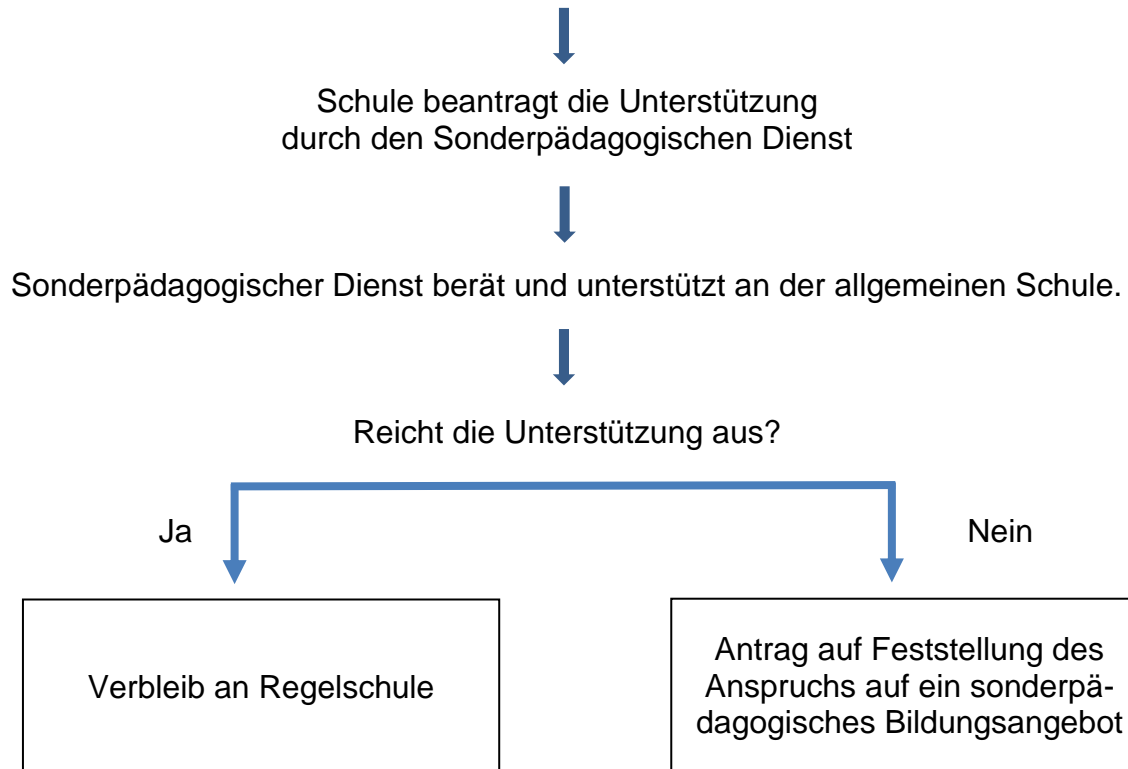 Schule beantragt die Unterstützung
durch den Sonderpädagogischen Dienst
Sonderpädagogischer Dienst berät und unterstützt an der allgemeinen Schule.
Reicht die Unterstützung aus?
Ja
Nein
Verbleib an Regelschule
Antrag auf Feststellung des
Anspruchs auf ein sonderpä-
dagogisches Bildungsangebot